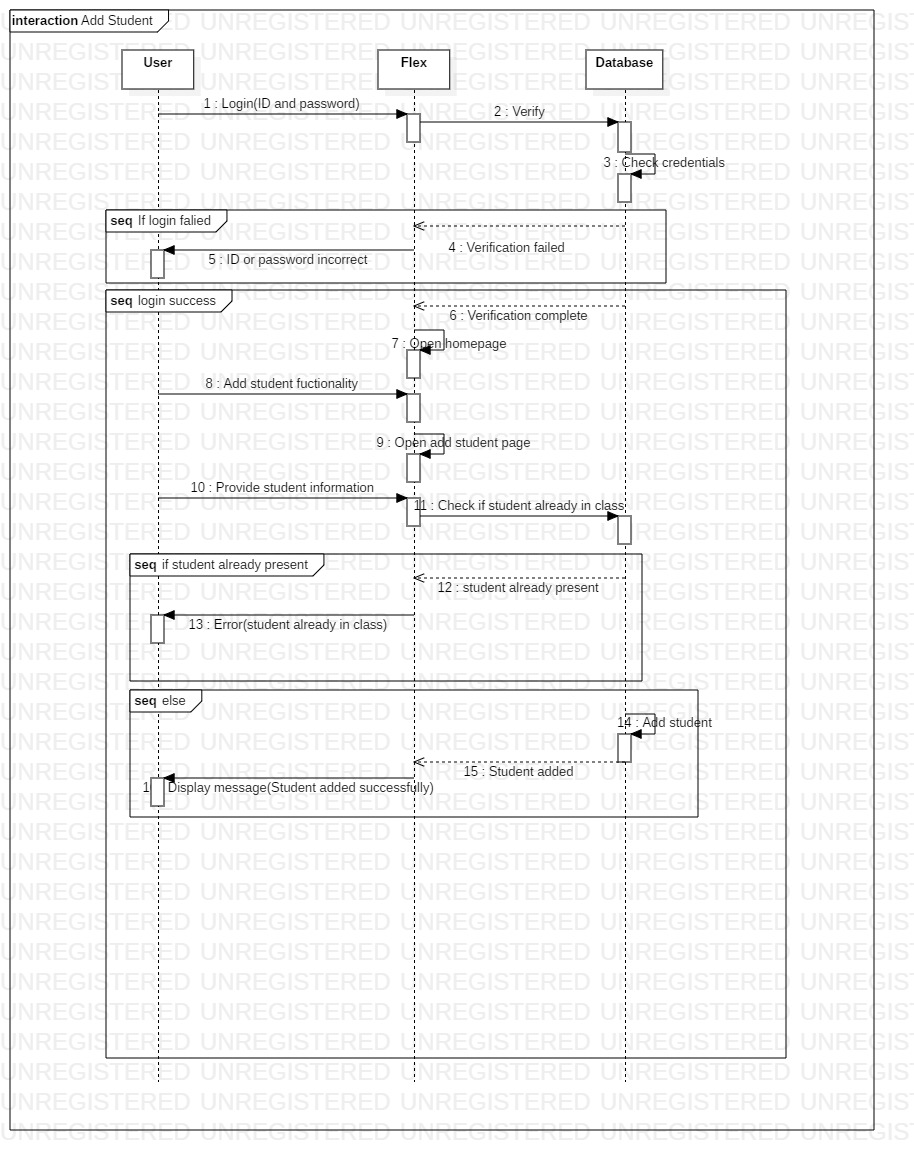 interaction Add Student
User
Flex
Database
1 : Login(ID and password)
2 : Verify
3 : Check credentials
seq If login falied
4 : Verification failed
5 : ID or password incorrect
seq login success
6 : Verification complete
7 : Open homepage
8 : Add student fuctionality
9 : Open add student page
10 : Provide student information
11 : Check if student already in class
seq if student already present
12 : student already present
13 : Error(student already in class)
seq else
14 : Add student
15 : Student added
Display message(Student added successfully)
UNREGISTERED